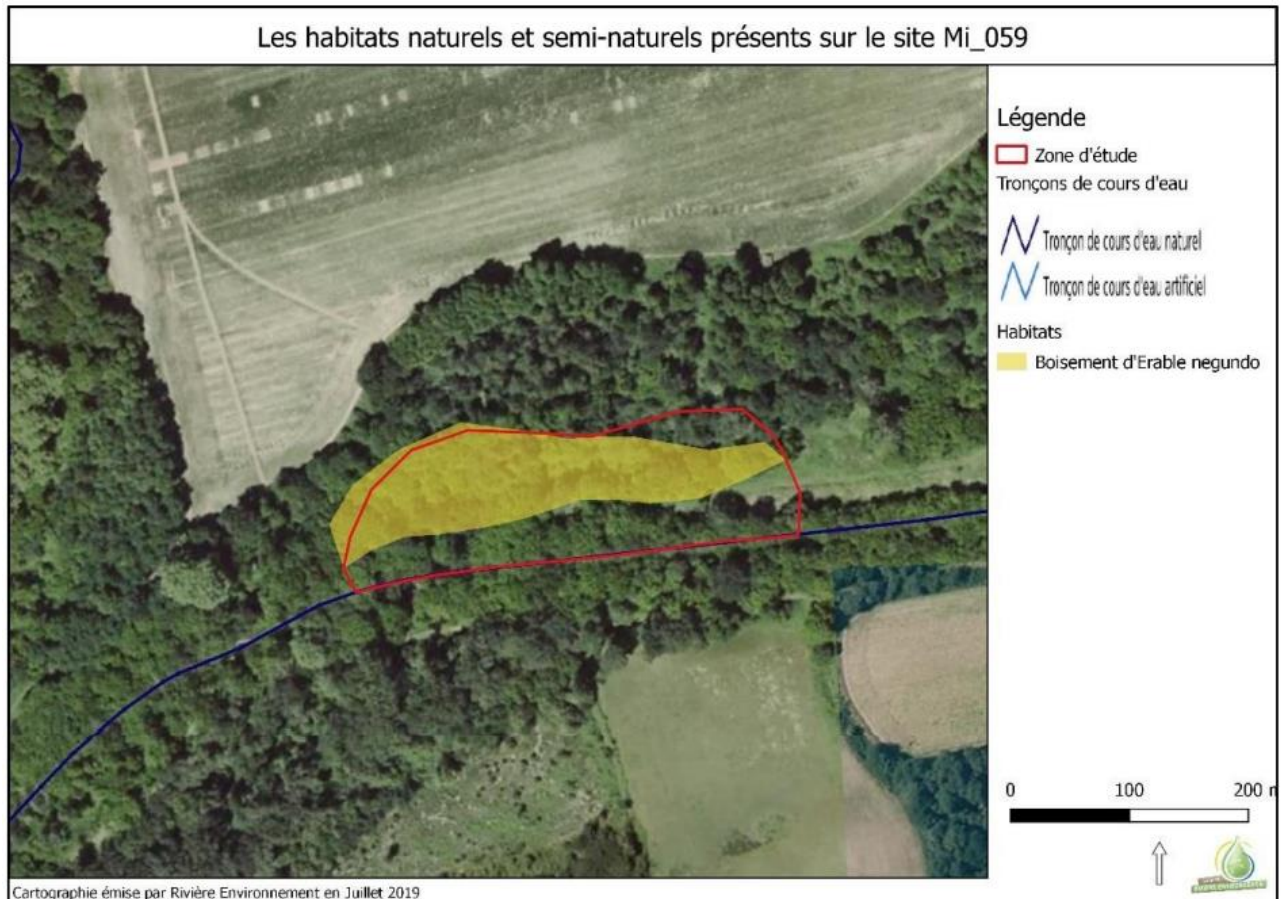 Les habitats naturels et semi-naturels présents sur le site Mi_059
Légende
Zone d'étude
Tronçons de cours d'eau
Tronçon de cours d'eau naturel
Tronçon de cours d'eau artificiel
Habitats
Boisement d'Erable negundo
0 100 200 m
Cartographie émise par Rivière Environnement en Juillet 2019